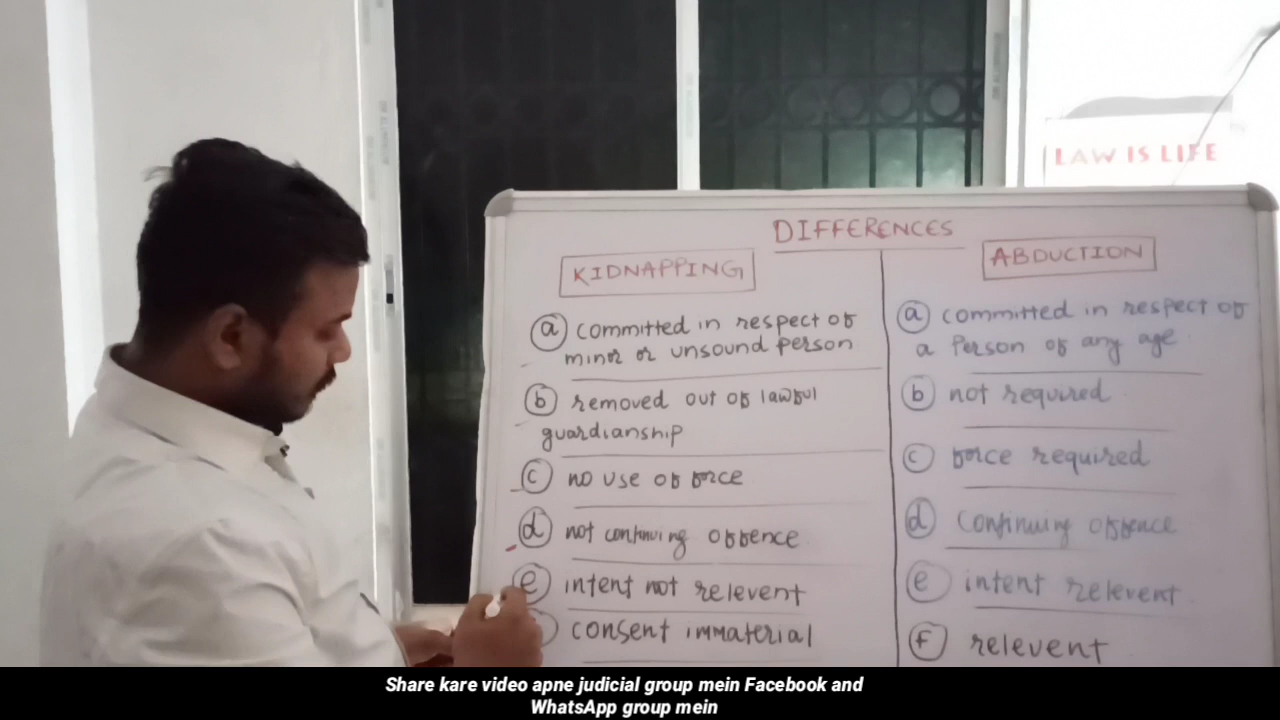 LAW IS LIFE
DIFFERENCES
KIDNAPPING
a committed in respect of
minor or unsound person
b removed out of lawful
guardianship
c no use of force
d not continuing offence
e intent not relevent
consent immaterial
ABDUCTION
a committed in respect of
a Person of any age
b not required
c force required
d continuing offence
e intent relevent
f relevent
Share kare video apne judicial group mein Facebook and
WhatsApp group mein